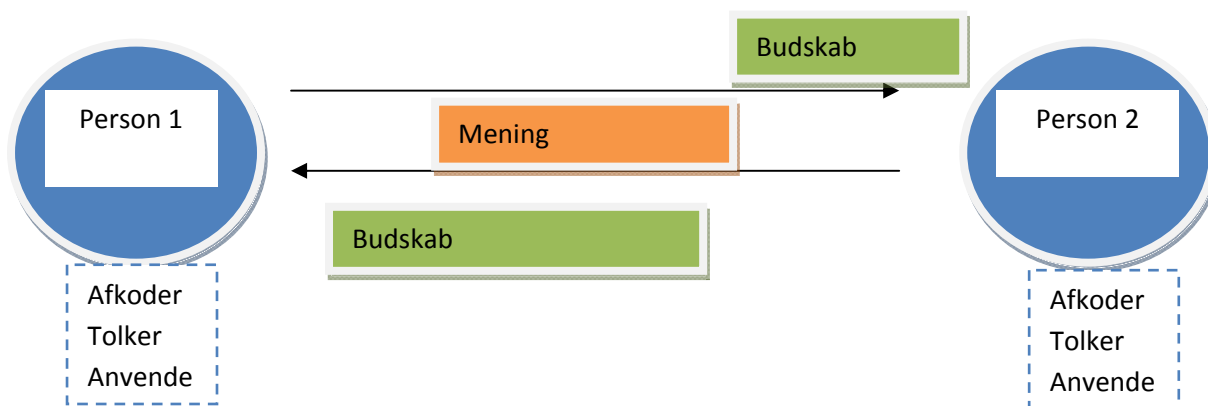 Budskab
Person 1
Mening
Person 2
Budskab
Afkoder
Tolker
Anvende
Afkoder
Tolker
Anvende